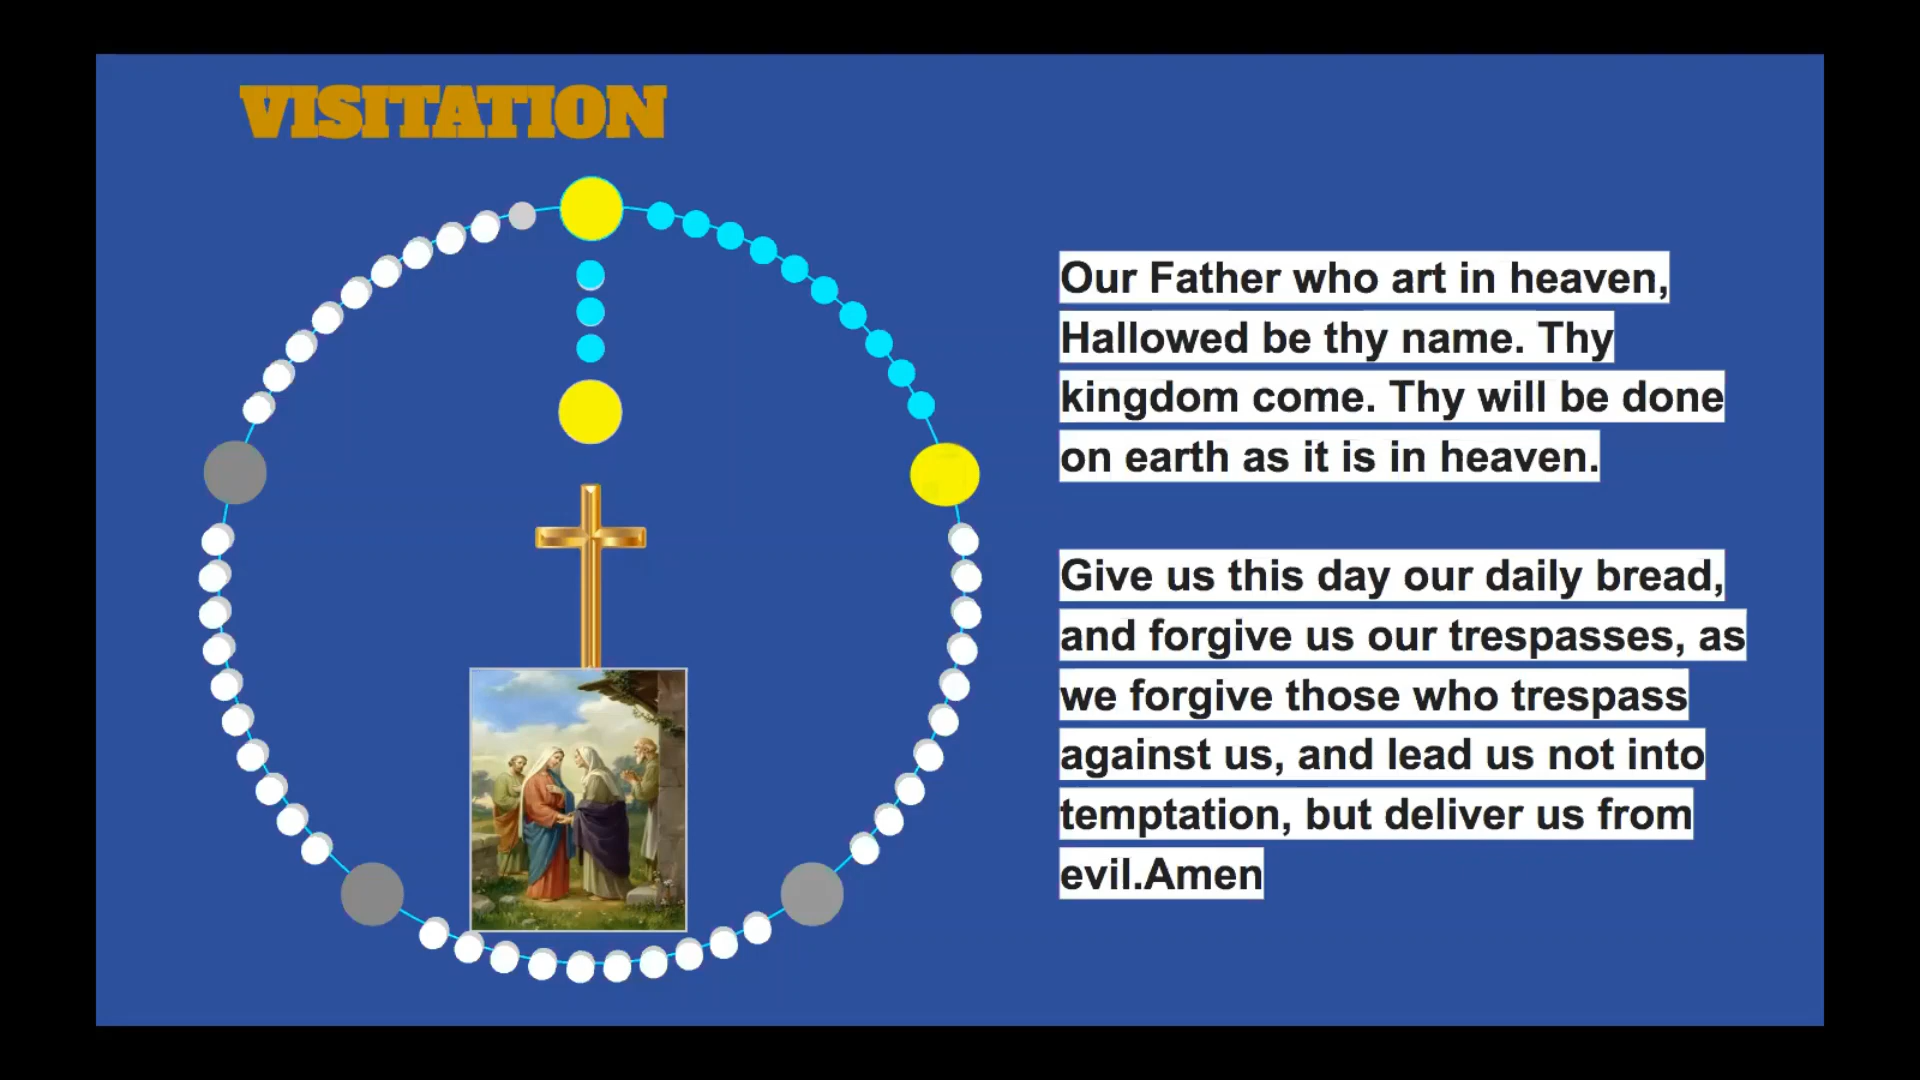 VISITATION
Our Father who art in heaven,
Hallowed be thy name. Thy
kingdom come. Thy will be done
on earth as it is in heaven.
Give us this day our daily bread,
and forgive us our trespasses, as
we forgive those who trespass
against us, and lead us not into
temptation, but deliver us from
evil.Amen